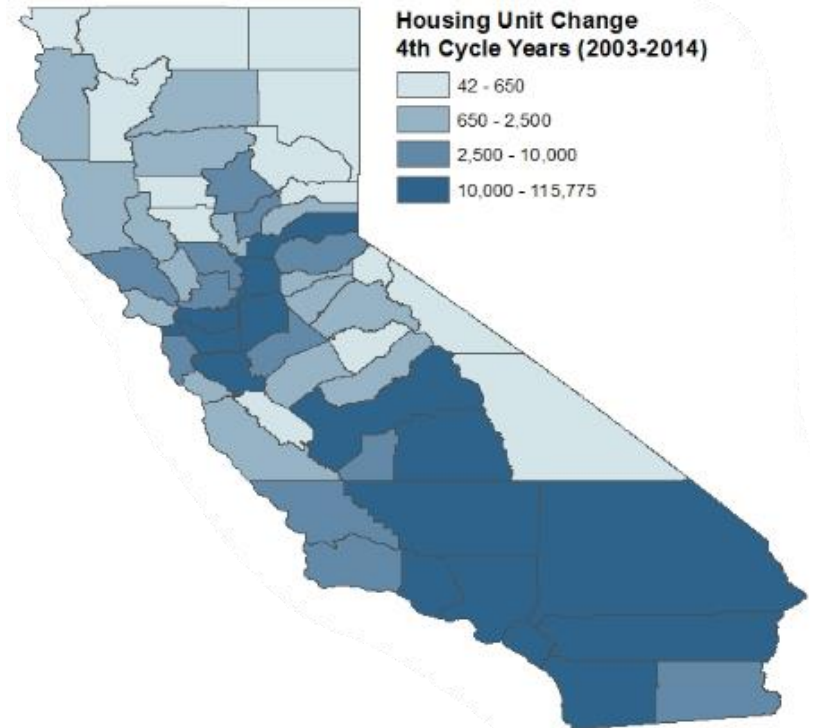 Housing Unit Change
4th Cycle Years (2003-2014)
42 - 650
650 - 2,500
2,500 - 10,000
10,000 - 115,775